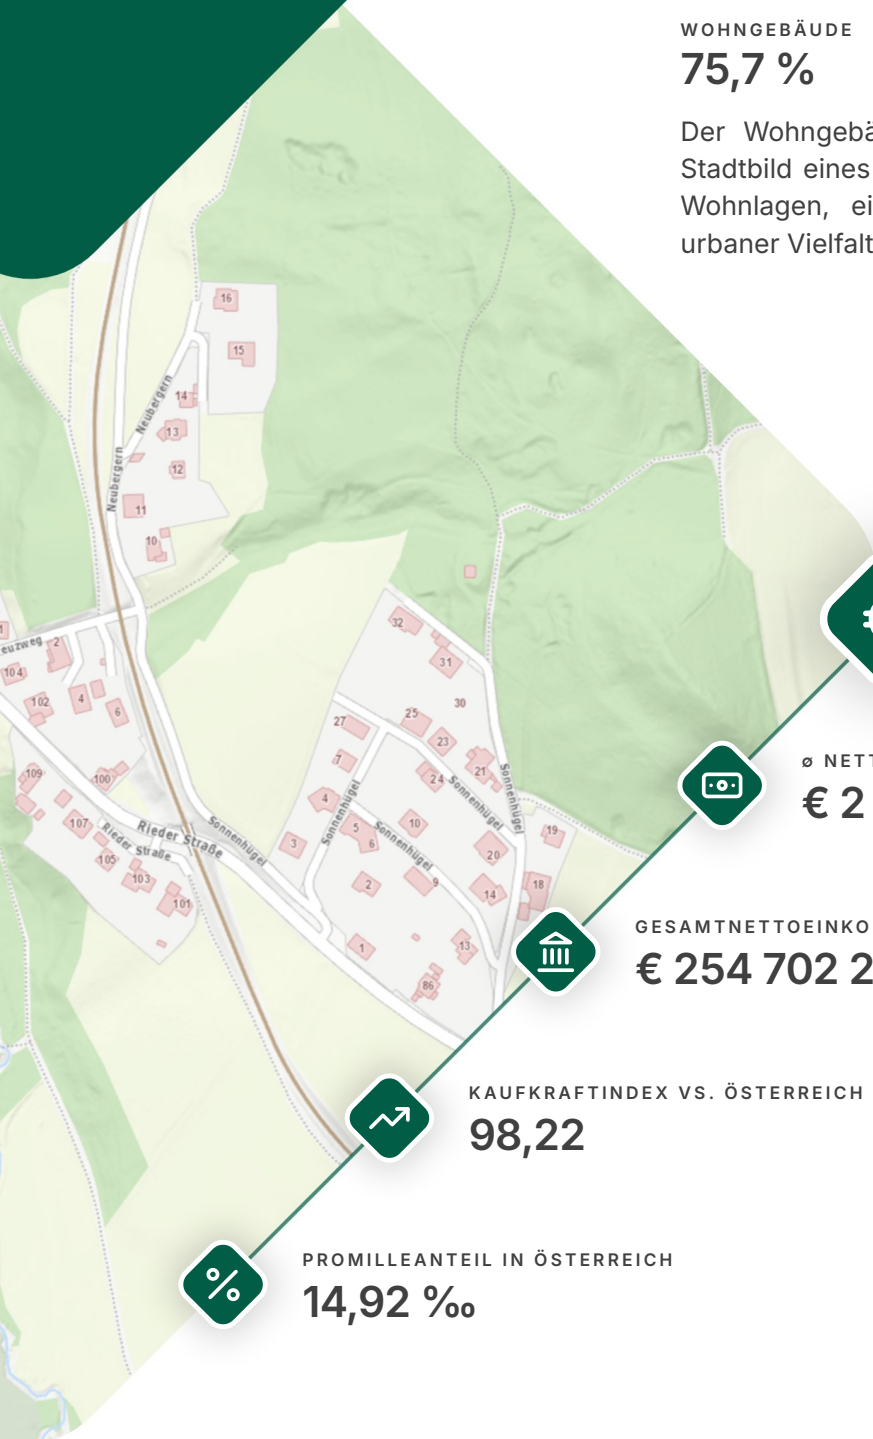 WOHNGEBÄUDE
75,7 %
Der Wohngebä
Stadtbild eines
Wohnlagen, ei
urbaner Vielfalt
16
15
14
Neubergern
13
12
Neubergern
11
10
euzweg
2
104
102
4
6
109
100
107
Rieder Straße
Rieder Straße
105
103
101
Sonnenhügel
32
31
30
27
25
23
7
24
21
Sonnenhügel
Sonnenhügel
4
Sonnenhügel
5
10
19
6
Sonnenhügel
3
20
2
9
14
18
1
13
86
ø NETT
€ 2
GESAMTNETTOEINKO
€ 254 702 2
KAUFKRAFTINDEX VS. ÖSTERREICH
98,22
PROMILLEANTEIL IN ÖSTERREICH
14,92 ‰